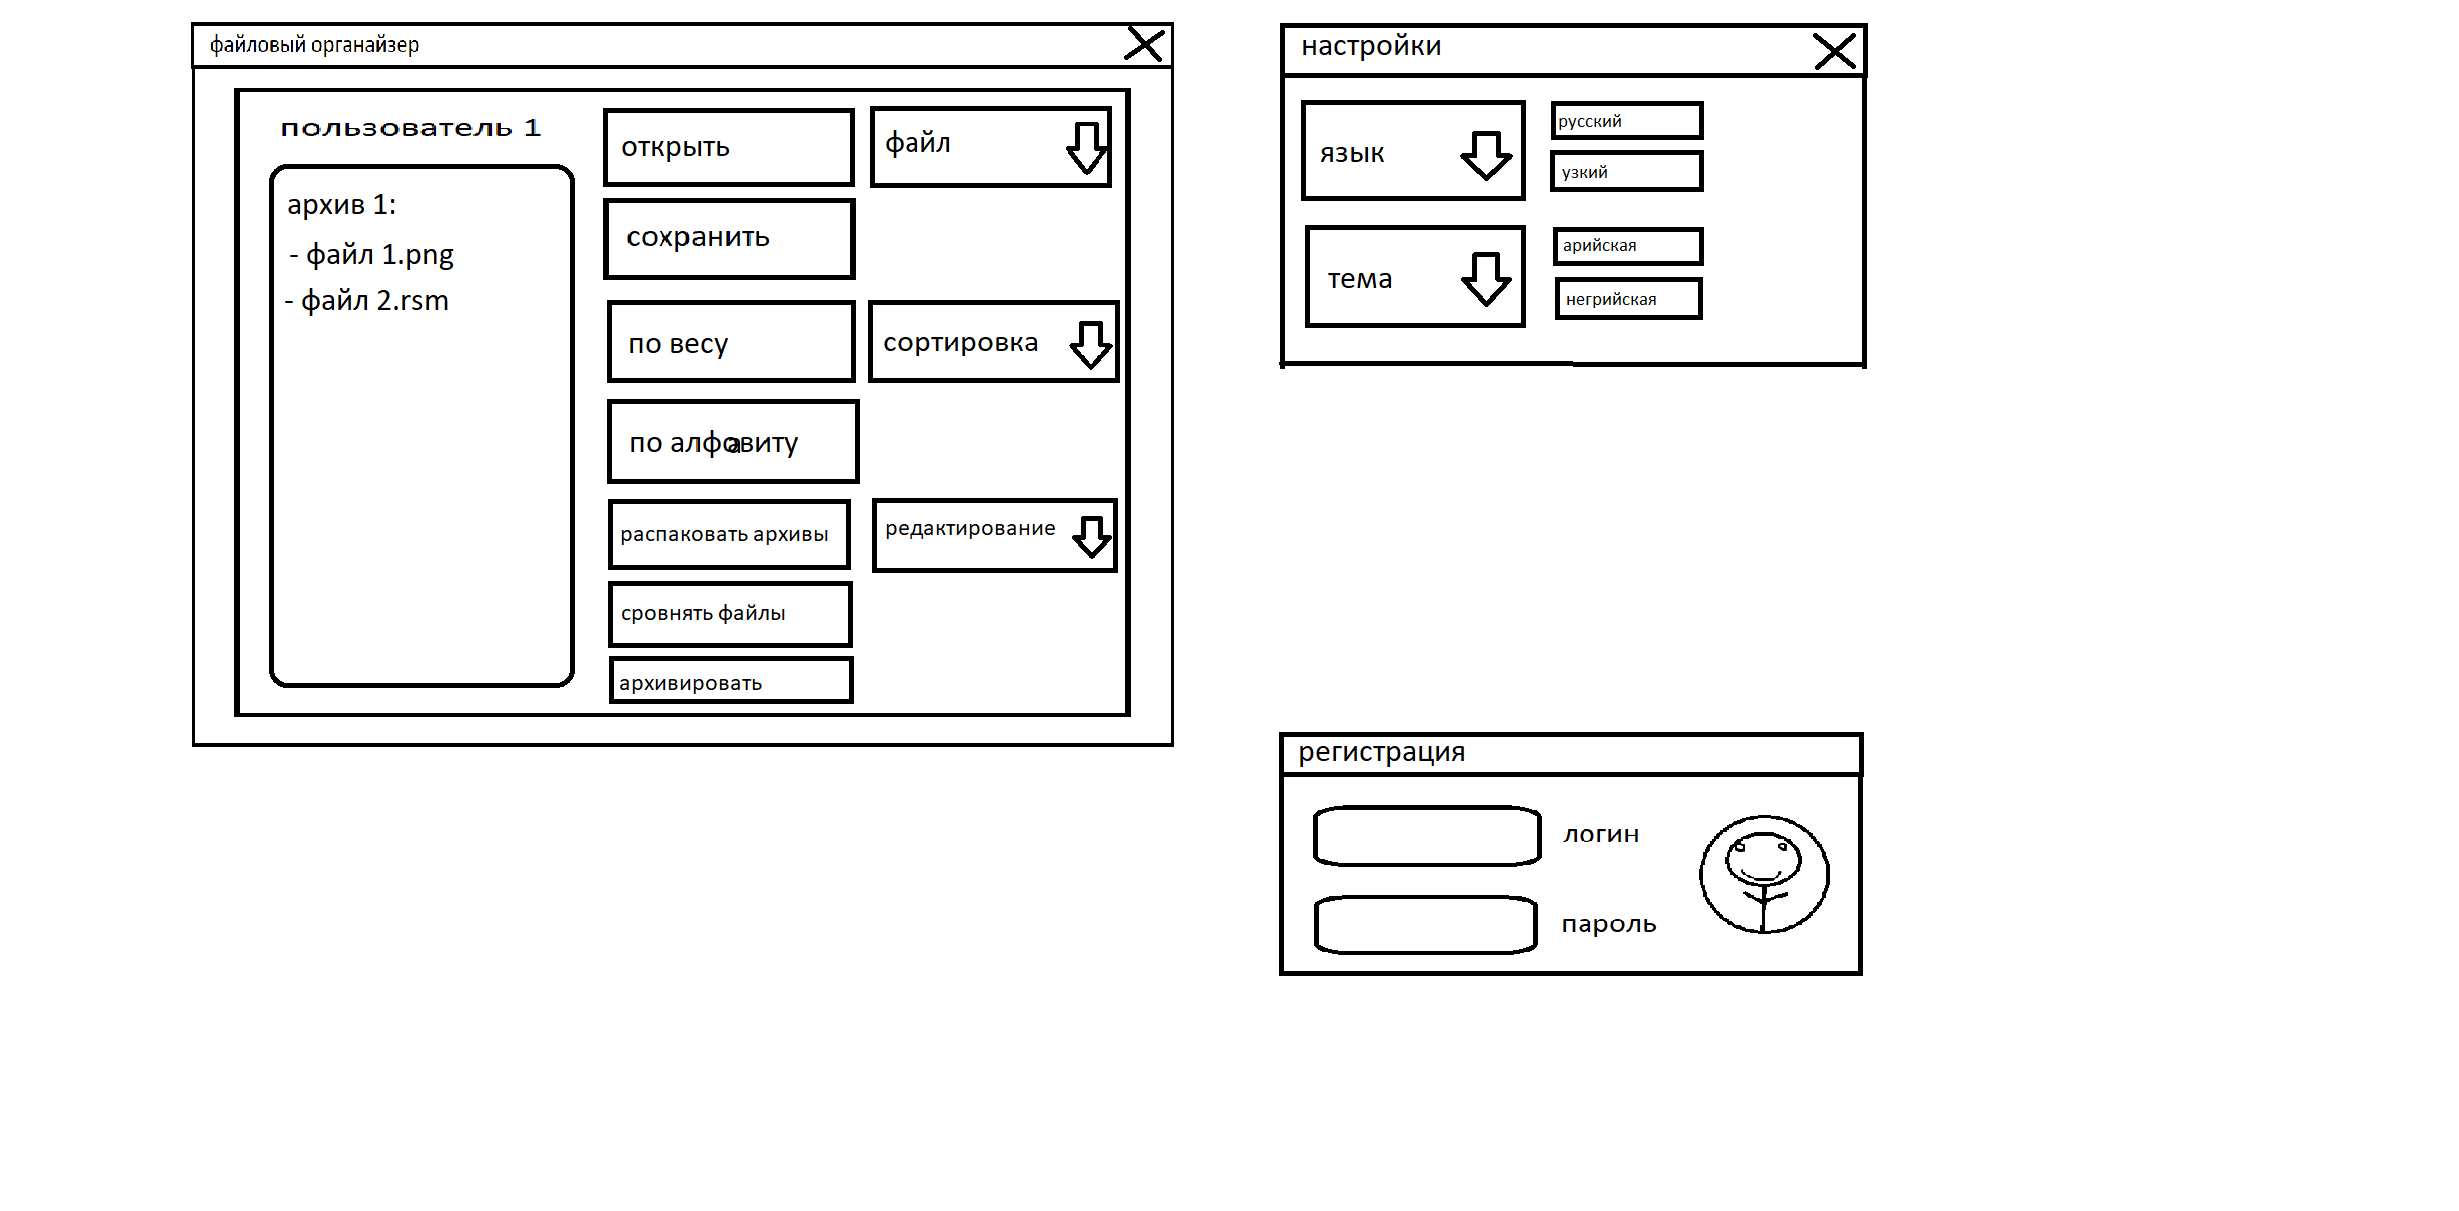 файловый органайзер
пользователь 1
архив 1:
- файл 1.png
- файл 2.rsm
открыть
файл
сохранить
по весу
сортировка
по алфавиту
распаковать архивы
редактирование
сровнять файлы
архивировать
настройки
язык
русский
узкий
тема
арийская
негрийская
регистрация
логин
пароль